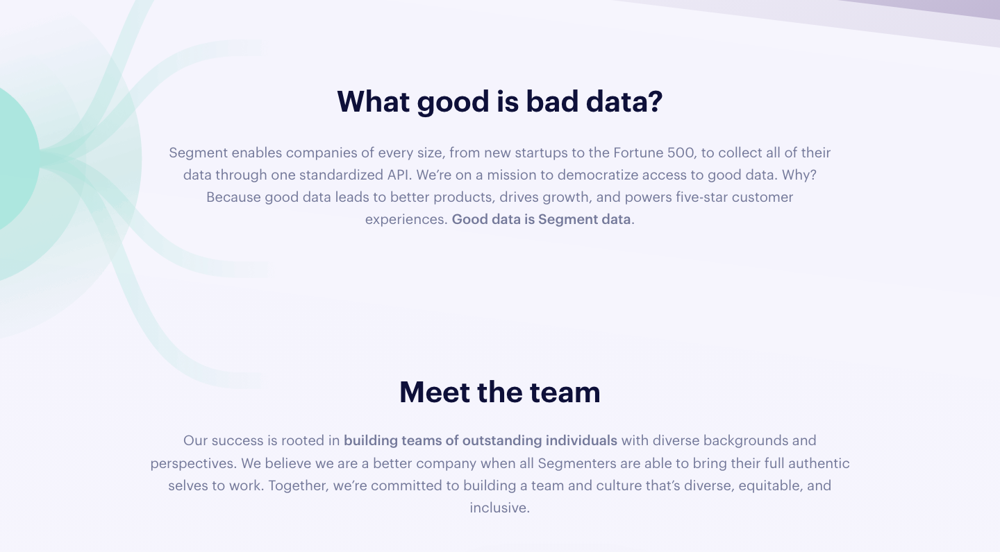 What good is bad data?
Segment enables companies of every size, from new startups to the Fortune 500, to collect all of their
data through one standardized API. We’re on a mission to democratize access to good data. Why?
Because good data leads to better products, drives growth, and powers five-star customer
experiences. Good data is Segment data.
Meet the team
Our success is rooted in building teams of outstanding individuals with diverse backgrounds and
perspectives. We believe we are a better company when all Segmenters are able to bring their full authentic
selves to work. Together, we’re committed to building a team and culture that’s diverse, equitable, and
inclusive.